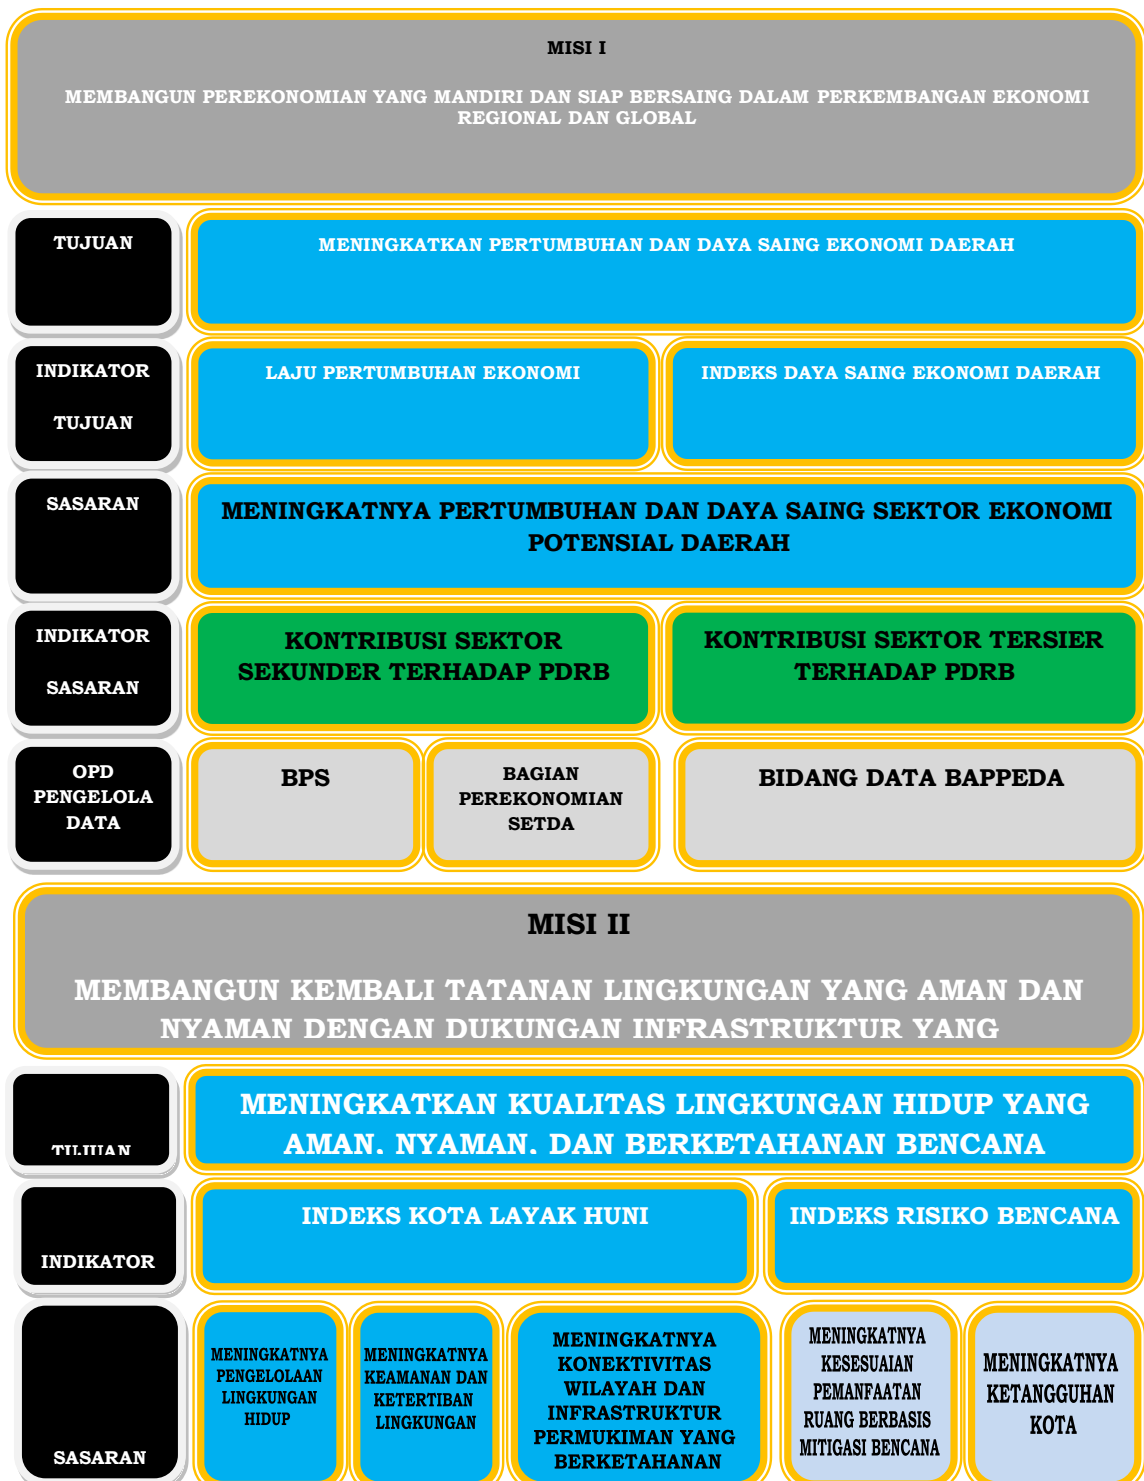 MISI I
MEMBANGUN PEREKONOMIAN YANG MANDIRI DAN SIAP BERSAING DALAM PERKEMBANGAN EKONOMI
REGIONAL DAN GLOBAL
TUJUAN
MENINGKATKAN PERTUMBUHAN DAN DAYA SAING EKONOMI DAERAH
INDIKATOR
TUJUAN
LAJU PERTUMBUHAN EKONOMI
INDEKS DAYA SAING EKONOMI DAERAH
SASARAN
MENINGKATNYA PERTUMBUHAN DAN DAYA SAING SEKTOR EKONOMI
POTENSIAL DAERAH
INDIKATOR
SASARAN
KONTRIBUSI SEKTOR
SEKUNDER TERHADAP PDRB
KONTRIBUSI SEKTOR TERSIER
TERHADAP PDRB
OPD
PENGELOLA
DATA
BPS
BAGIAN
PEREKONOMIAN
SETDA
BIDANG DATA BAPPEDA
MISI II
MEMBANGUN KEMBALI TATANAN LINGKUNGAN YANG AMAN DAN
NYAMAN DENGAN DUKUNGAN INFRASTRUKTUR YANG
TUJUAN
MENINGKATKAN KUALITAS LINGKUNGAN HIDUP YANG
AMAN. NYAMAN. DAN BERKETAHANAN BENCANA
INDIKATOR
INDEKS KOTA LAYAK HUNI
INDEKS RISIKO BENCANA
SASARAN
MENINGKATNYA
PENGELOLAAN
LINGKUNGAN
HIDUP
MENINGKATNYA
KEAMANAN DAN
KETERTIBAN
LINGKUNGAN
MENINGKATNYA
KONEKTIVITAS
WILAYAH DAN
INFRASTRUKTUR
PERMUKIMAN YANG
BERKETAHANAN
MENINGKATNYA
KESESUAIAN
PEMANFAATAN
RUANG BERBASIS
MITIGASI BENCANA
MENINGKATNYA
KETANGGUHAN
KOTA